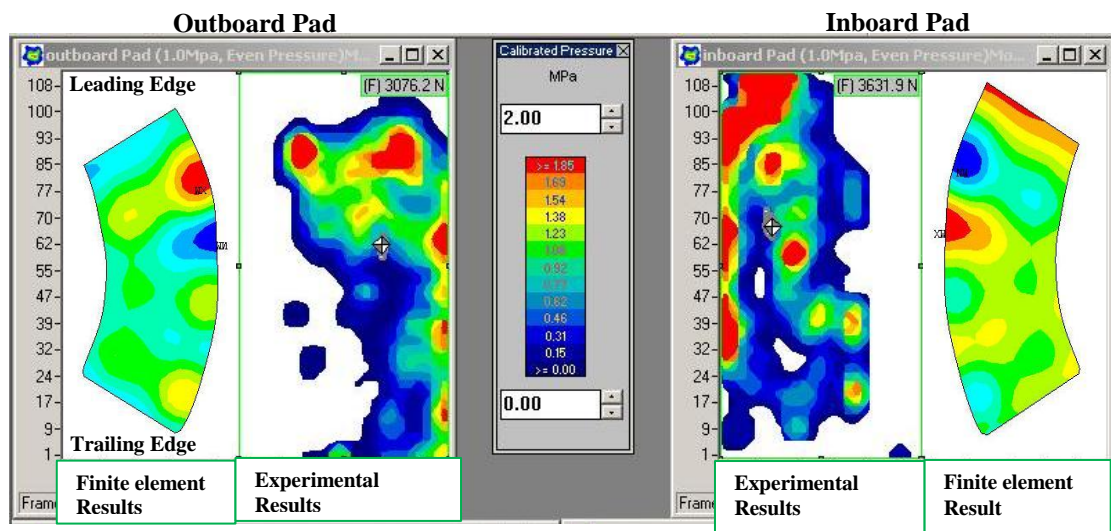 Outboard Pad
Inboard Pad
outboard Pad (1.0Mpa, Even Pressure)Mo...
Calibrated Pressure
inboard Pad (1.0Mpa, Even Pressure)Mo...
Leading Edge
(F) 3076.2 N
MPa
(F) 3631.9 N
108-
100-
93-
85-
77-
70-
62-
55-
47-
39-
32-
24-
17-
9-
1-
2.00
>= 1.85
1.69
1.54
1.38
1.23
1.08
0.92
0.77
0.62
0.46
0.31
0.15
>= 0.00
0.00
108-
100-
93-
85-
77-
70-
62-
55-
47-
39-
32-
24-
17-
9-
1-
Trailing Edge
Finite element
Results
Experimental
Results
Experimental
Results
Finite element
Result
Fram
Fram